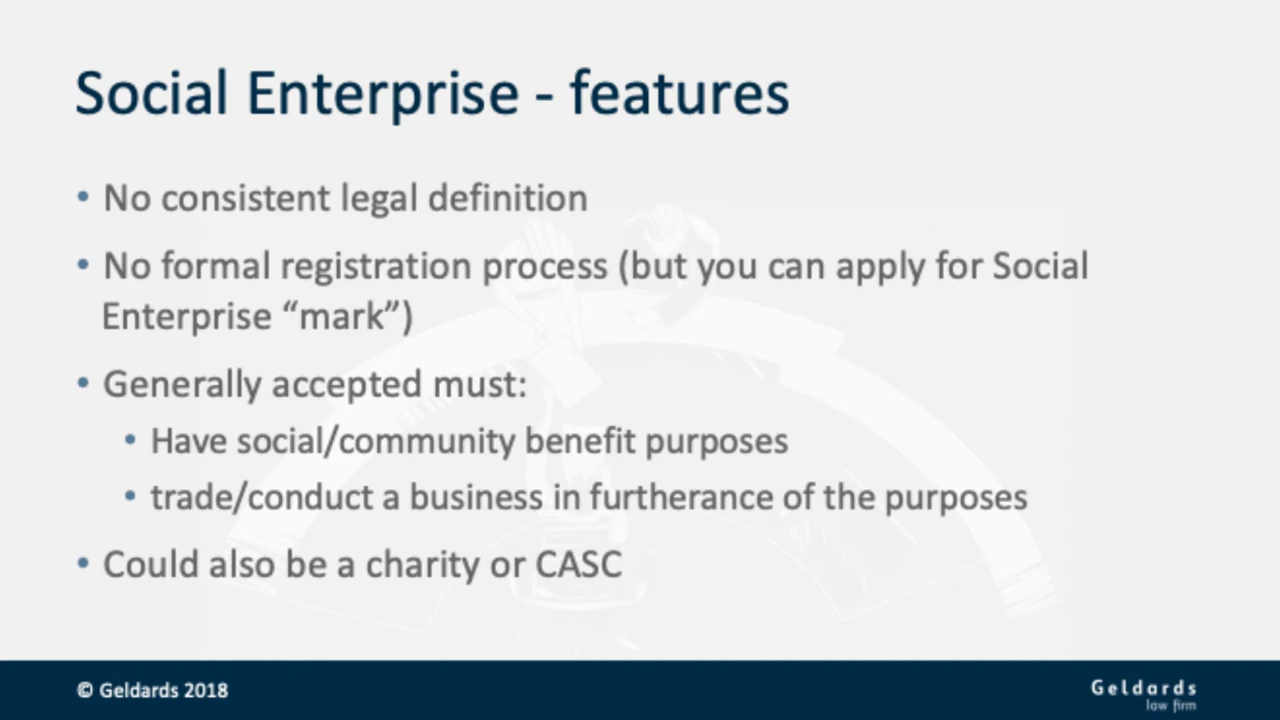 Social Enterprise - features
• No consistent legal definition
• No formal registration process (but you can apply for Social
Enterprise “mark”)
• Generally accepted must:
• Have social/community benefit purposes
• trade/conduct a business in furtherance of the purposes
• Could also be a charity or CASC
© Geldards 2018
Geldards
law firm